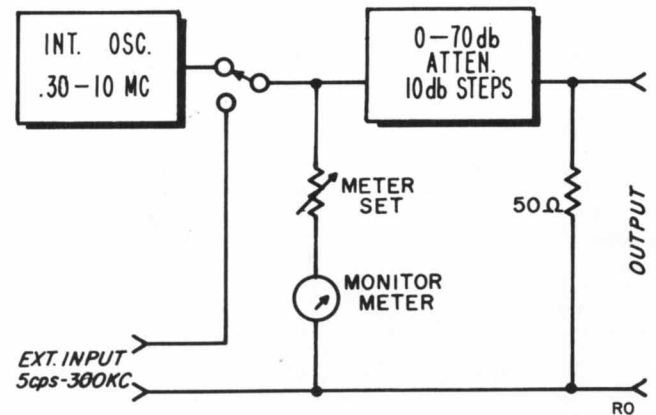 INT. OSC.
.30-10 MC
0-70db
ATTEN.
10db STEPS
METER
SET
50Ω
OUTPUT
MONITOR
METER
EXT. INPUT
5cps-300KC
RO